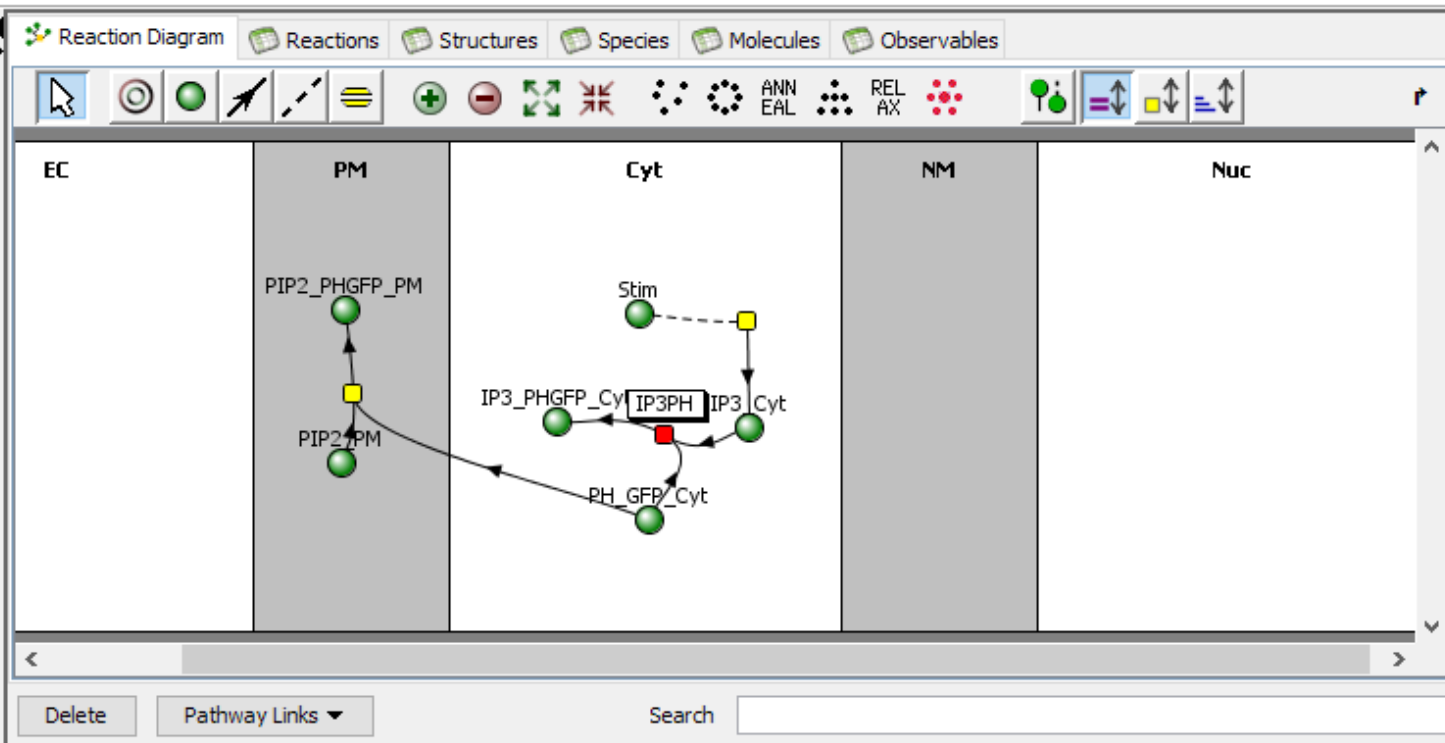 Reaction Diagram Reactions Structures Species Molecules Observables
ANN
EAL
REL
AX
EC PM Cyt NM Nuc
PIP2_PHGFP_PM
Stim
IP3_PHGFP_Cyt IP3PH IP3_Cyt
PIP2_PM
PH_GFP_Cyt
Delete Pathway Links Search